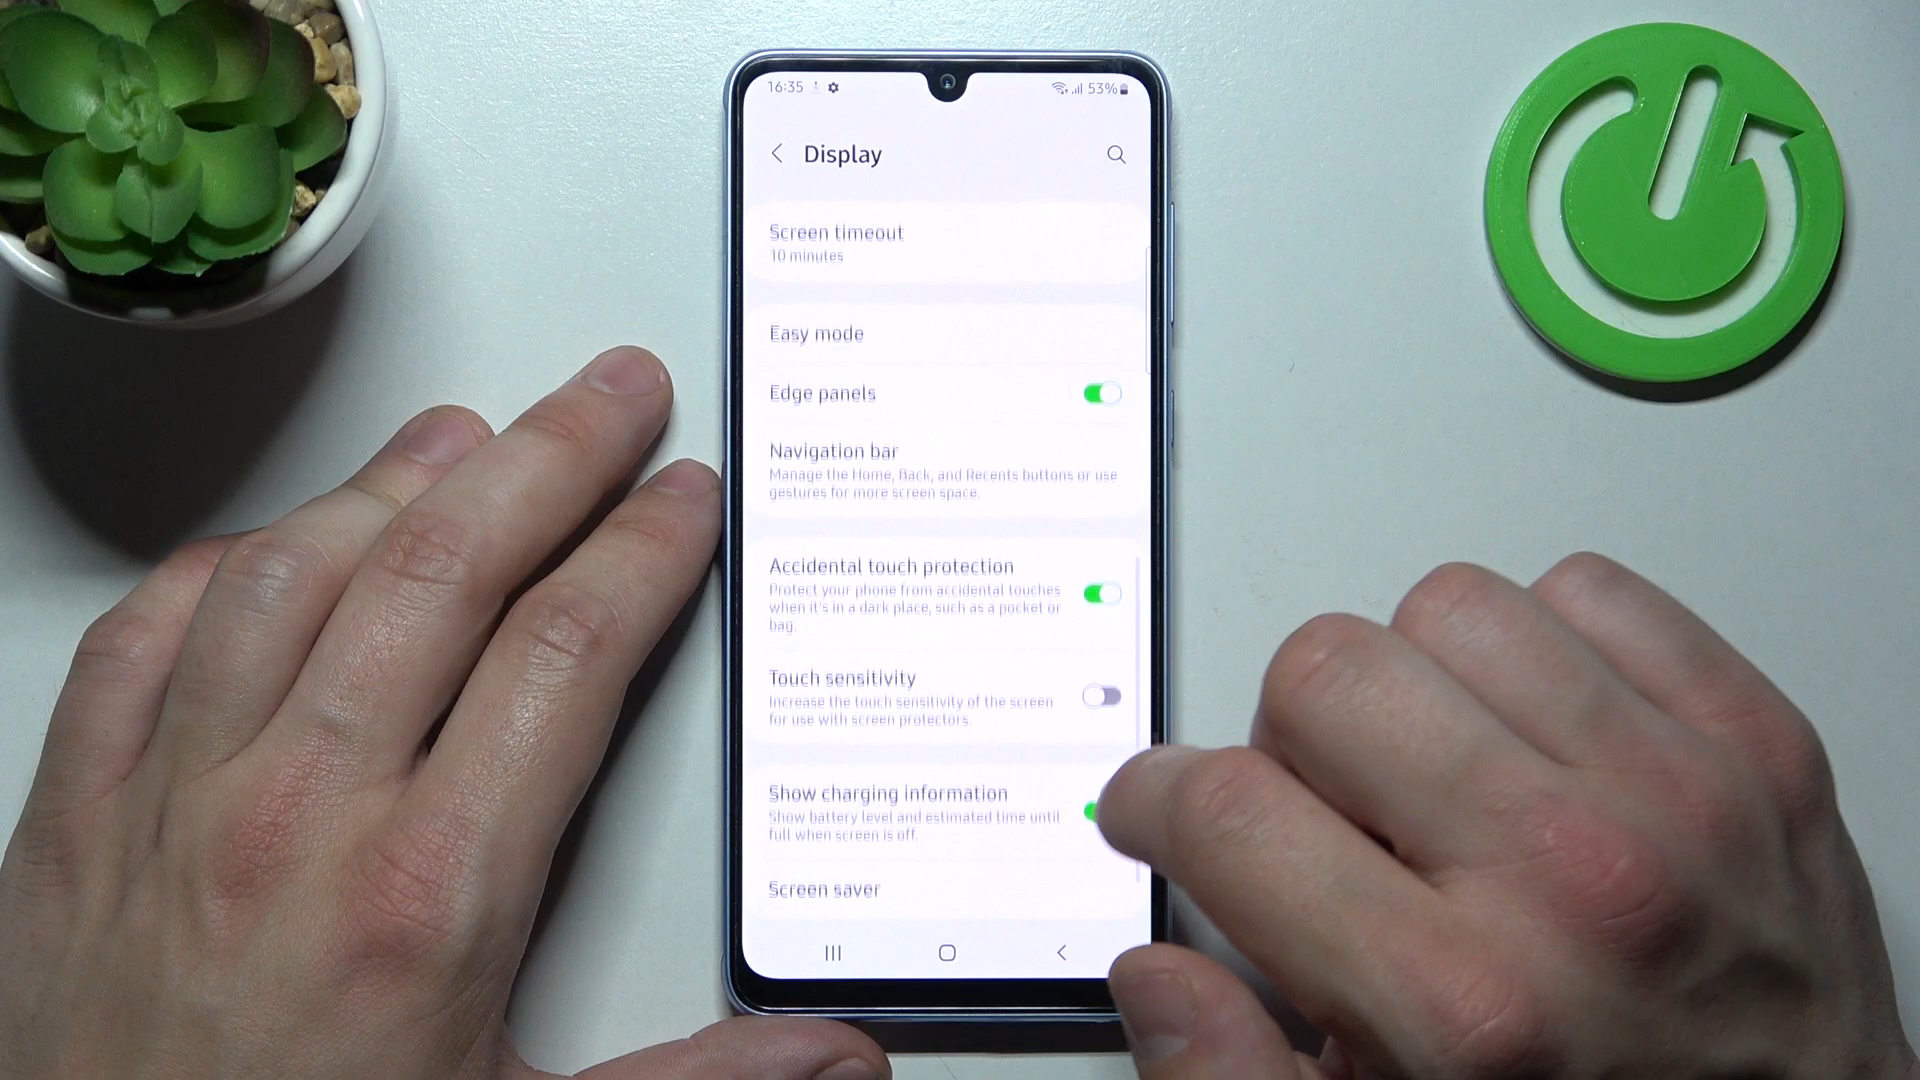 16:35
53%
Display
Screen timeout
10 minutes
Easy mode
Edge panels
Navigation bar
Manage the Home, Back, and Recents buttons or use
gestures for more screen space.
Accidental touch protection
Protect your phone from accidental touches
when it's in a dark place, such as a pocket or
bag.
Touch sensitivity
Increase the touch sensitivity of the screen
for use with screen protectors.
Show charging information
Show battery level and estimated time until
full when screen is off.
Screen saver